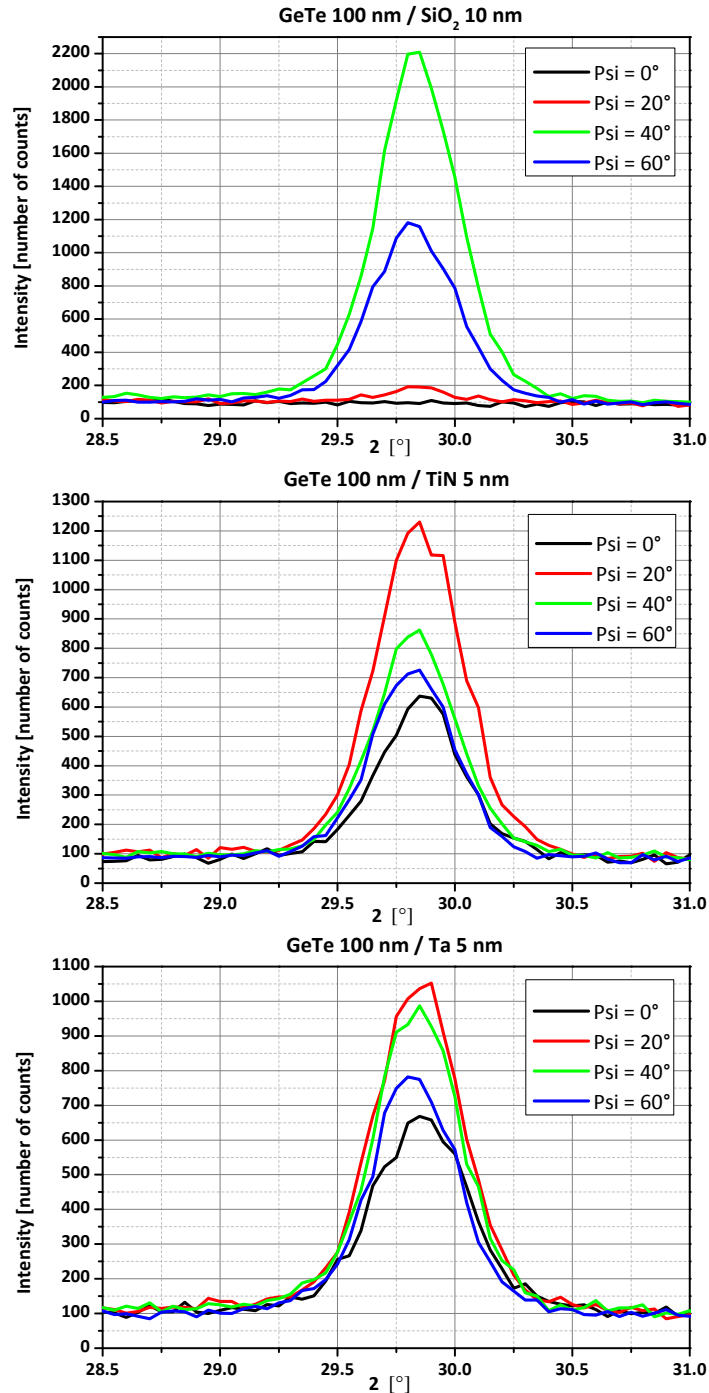 GeTe 100 nm / SiO₂ 10 nm
Intensity [number of counts]
2200
2000
1800
1600
1400
1200
1000
800
600
400
200
0
Psi = 0°
Psi = 20°
Psi = 40°
Psi = 60°
28.5 29.0 29.5 30.0 30.5 31.0
2 [°]
GeTe 100 nm / TiN 5 nm
Intensity [number of counts]
1300
1200
1100
1000
900
800
700
600
500
400
300
200
100
0
Psi = 0°
Psi = 20°
Psi = 40°
Psi = 60°
28.5 29.0 29.5 30.0 30.5 31.0
2 [°]
GeTe 100 nm / Ta 5 nm
Intensity [number of counts]
1100
1000
900
800
700
600
500
400
300
200
100
0
Psi = 0°
Psi = 20°
Psi = 40°
Psi = 60°
28.5 29.0 29.5 30.0 30.5 31.0
2 [°]